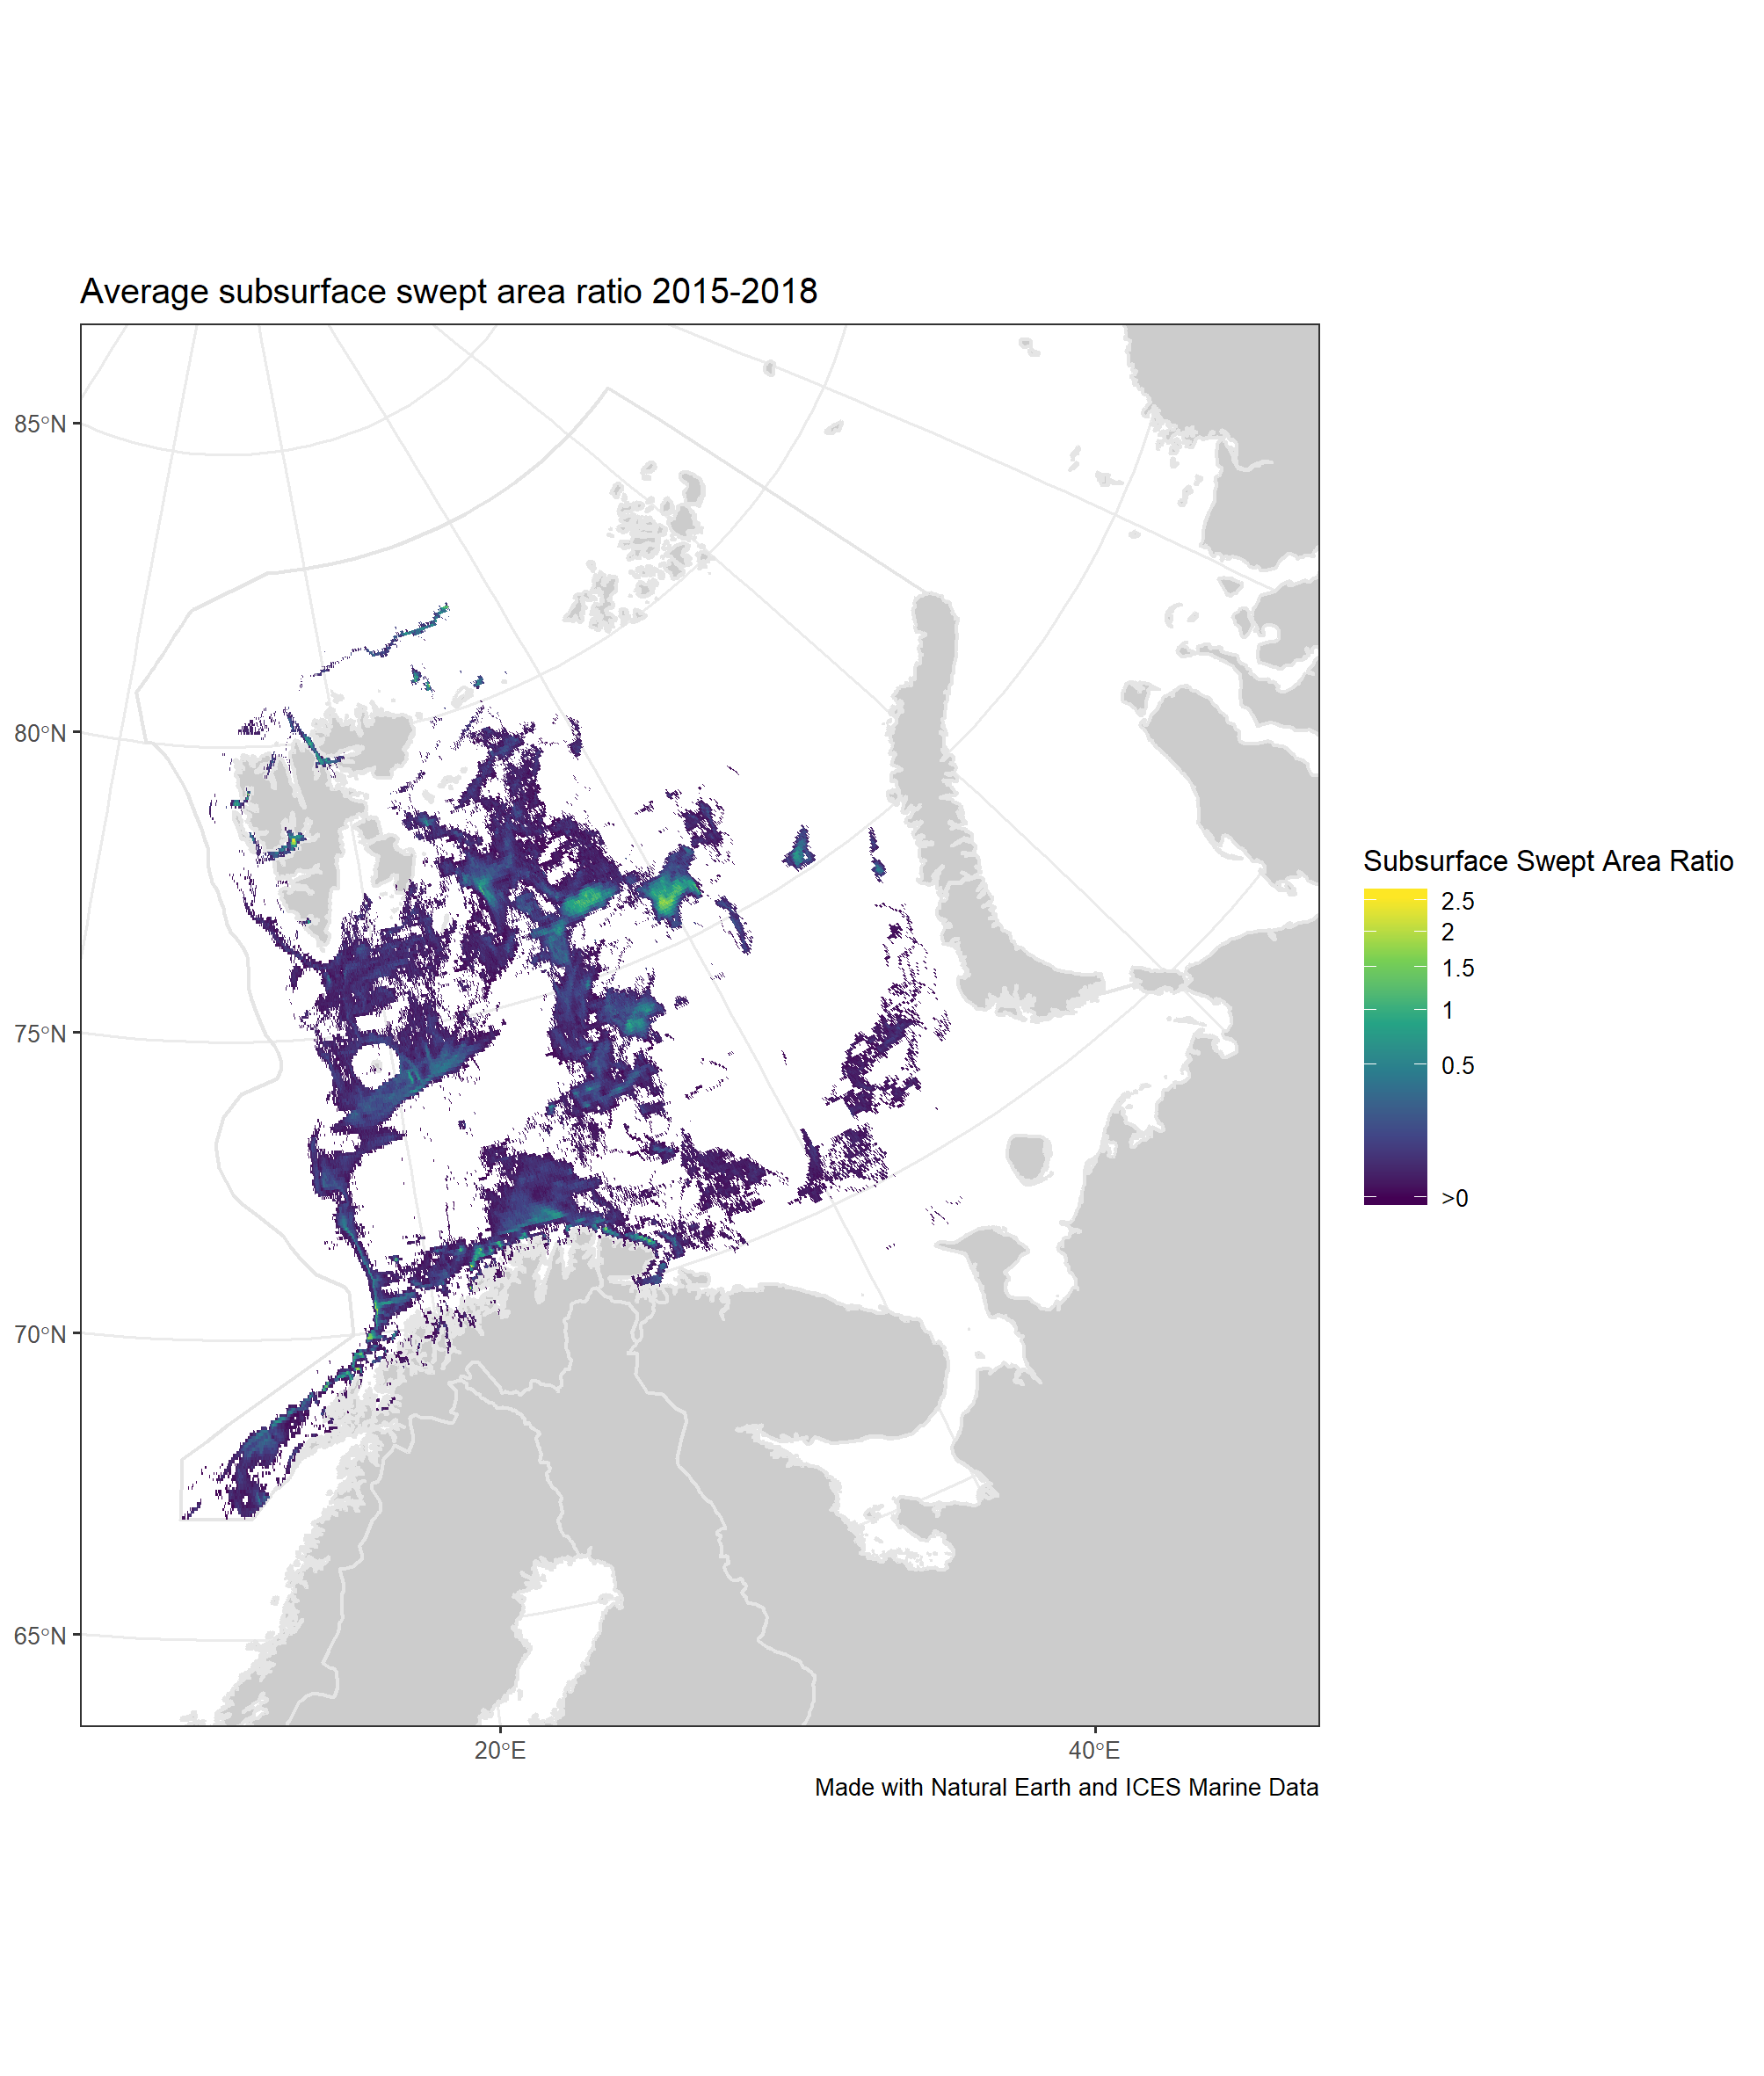 Average subsurface swept area ratio 2015-2018
85°N
80°N
75°N
70°N
65°N
20°E
40°E
Subsurface Swept Area Ratio
2.5
2
1.5
1
0.5
>0
Made with Natural Earth and ICES Marine Data